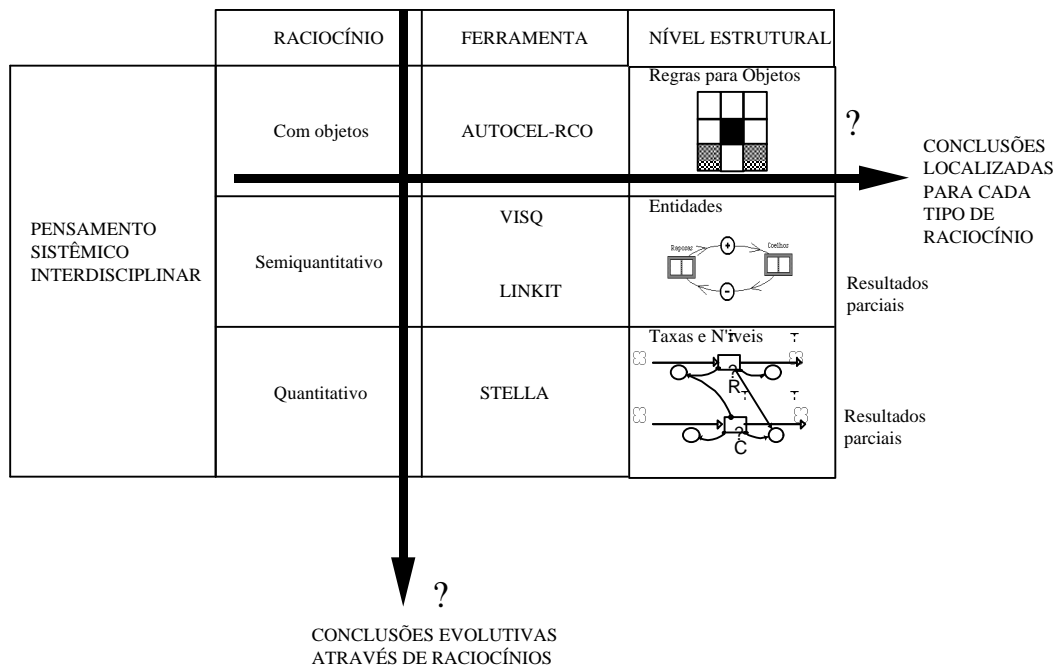 RACIOCÍNIO
FERRAMENTA
NÍVEL ESTRUTURAL
PENSAMENTO
SISTÊMICO
INTERDISCIPLINAR
Com objetos
AUTOCEL-RCO
Regras para Objetos
?
CONCLUSÕES
LOCALIZADAS
PARA CADA
TIPO DE
RACIOCÍNIO
Semiquantitativo
VISQ
LINKIT
Entidades
+
Coelhor
-
Resultados
parciais
Quantitativo
STELLA
Taxas e N'iveis
?
R
?
C
Resultados
parciais
?
CONCLUSÕES EVOLUTIVAS
ATRAVÉS DE RACIOCÍNIOS